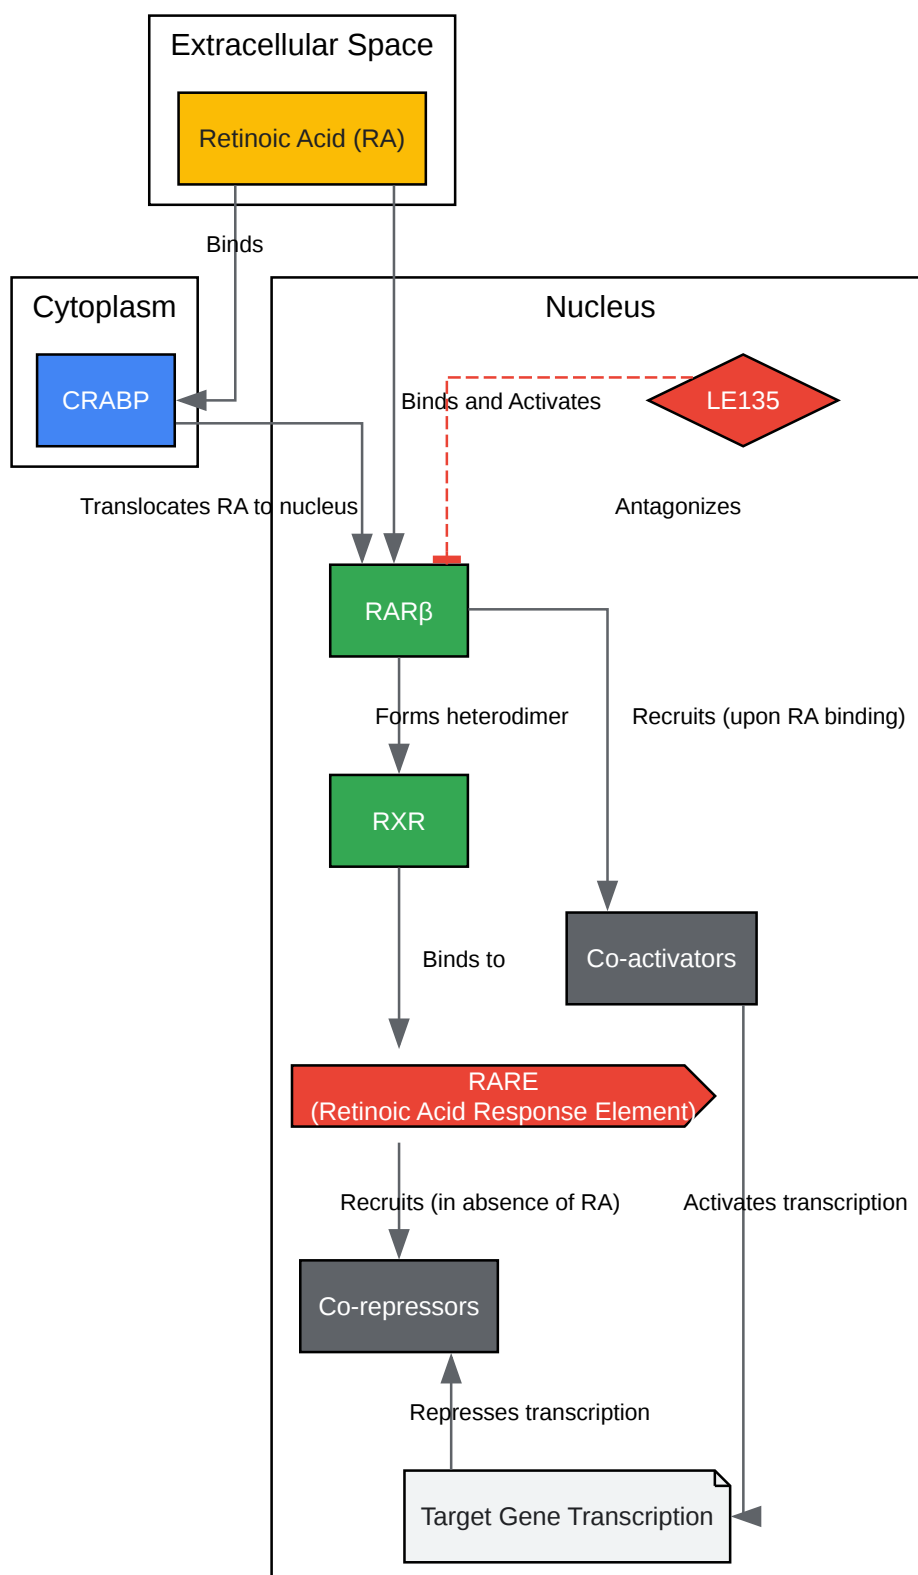 Extracellular Space
Retinoic Acid (RA)
Binds
Cytoplasm
Nucleus
CRABP
Binds and Activates
LE135
Translocates RA to nucleus
Antagonizes
RARβ
Forms heterodimer
Recruits (upon RA binding)
RXR
Binds to
Co-activators
RARE
(Retinoic Acid Response Element)
Recruits (in absence of RA)
Activates transcription
Co-repressors
Represses transcription
Target Gene Transcription